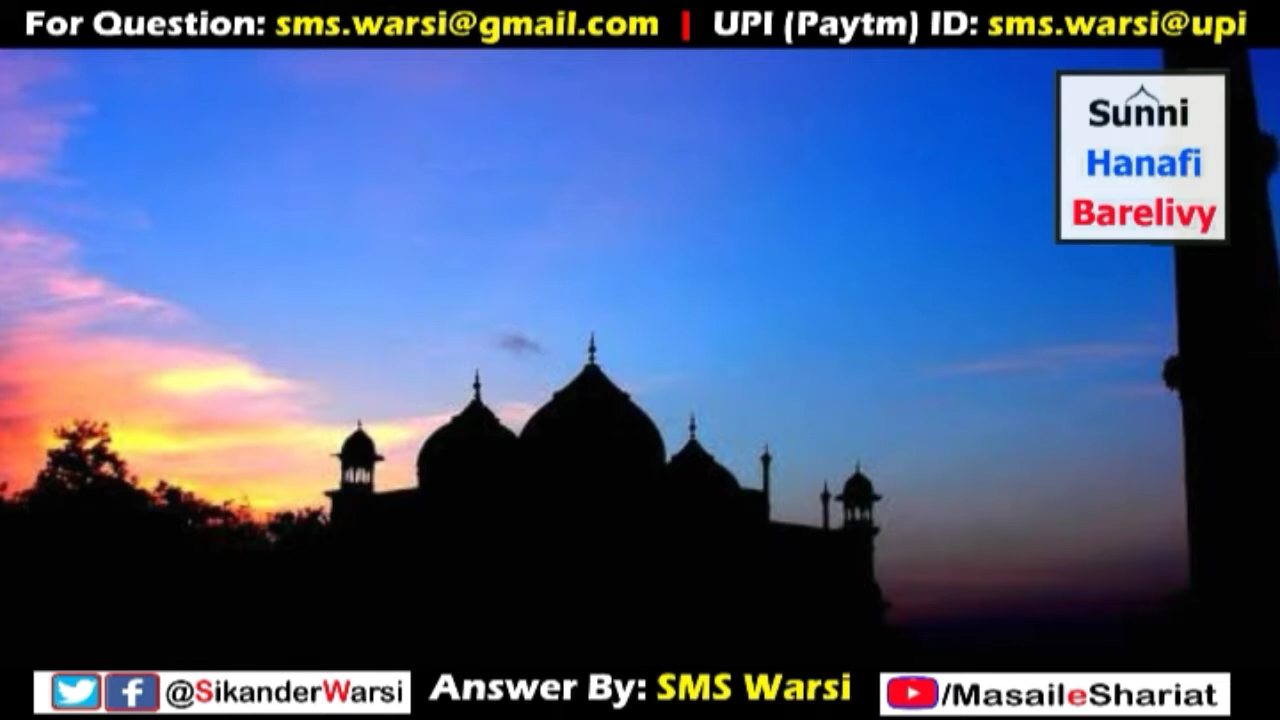 For Question: sms.warsi@gmail.com | UPI (Paytm) ID: sms.warsi@upi
Sunni
Hanafi
Barelivy
@SikanderWarsi Answer By: SMS Warsi /MasaileShariat